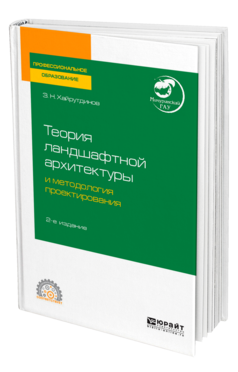 ПРОФЕССИОНАЛЬНОЕ
ОБРАЗОВАНИЕ
З. Н. Хайрутдинов
Теория
ландшафтной
архитектуры
и методология
проектирования
2-е издание
юрайт